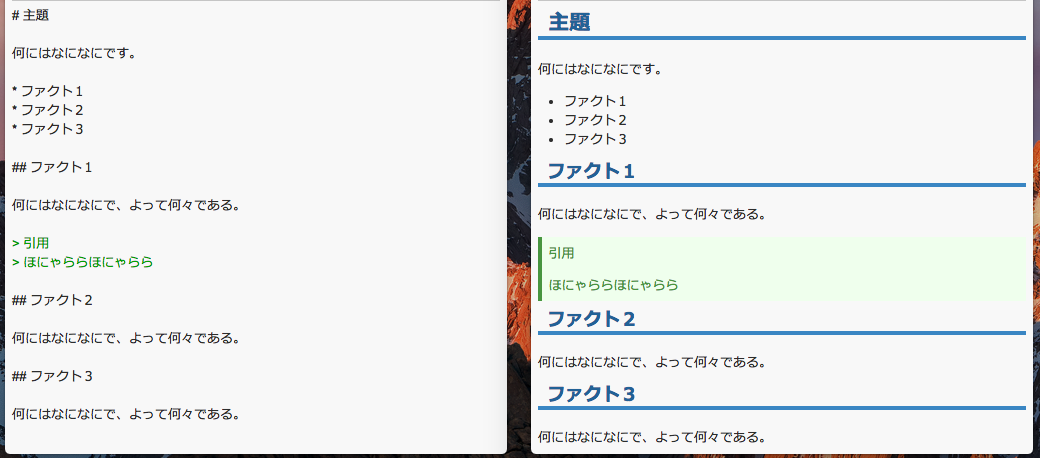 # 主題
何にはなになにです。
* ファクト1
* ファクト2
* ファクト3
## ファクト1
何にはなになにで、よって何々である。
> 引用
> ほにゃららほにゃらら
## ファクト2
何にはなになにで、よって何々である。
## ファクト3
何にはなになにで、よって何々である。
主題
何にはなになにです。
• ファクト1
• ファクト2
• ファクト3
ファクト1
何にはなになにで、よって何々である。
引用
ほにゃららほにゃらら
ファクト2
何にはなになにで、よって何々である。
ファクト3
何にはなになにで、よって何々である。